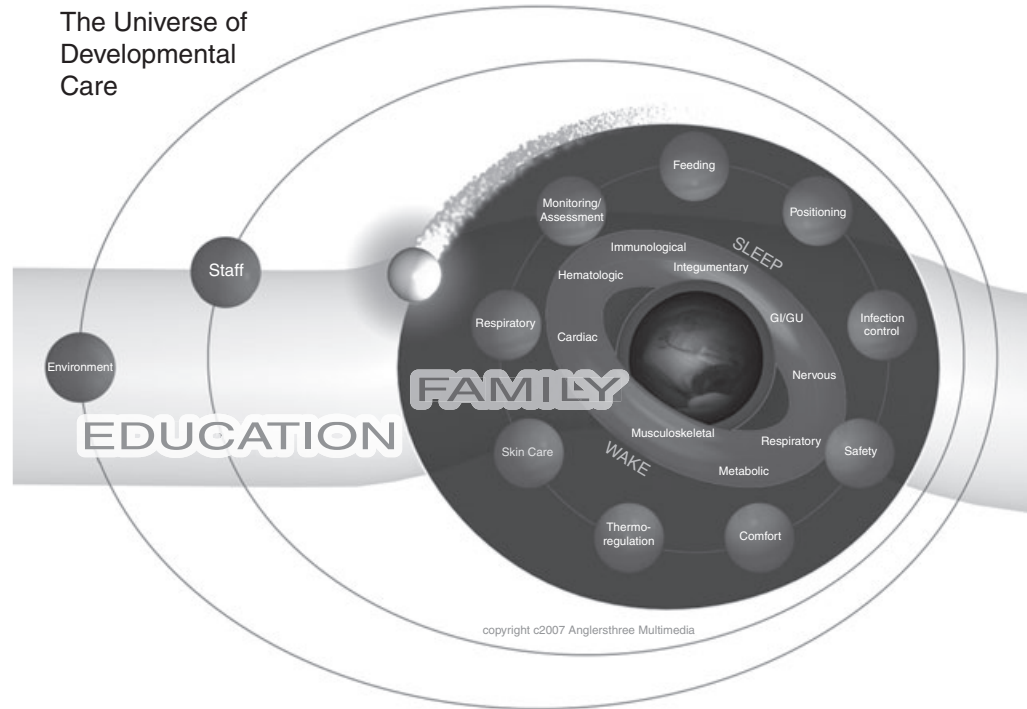 The Universe of
Developmental
Care
Feeding
Monitoring/
Assessment
Positioning
Immunological
SLEEP
Integumentary
Hematologic
Staff
GI/GU
Infection
control
Respiratory
Cardiac
Environment
Nervous
FAMILY
EDUCATION
Musculoskeletal
Respiratory
Skin Care
WAKE
Metabolic
Safety
Thermo-
regulation
Comfort
copyright c2007 Anglersthree Multimedia